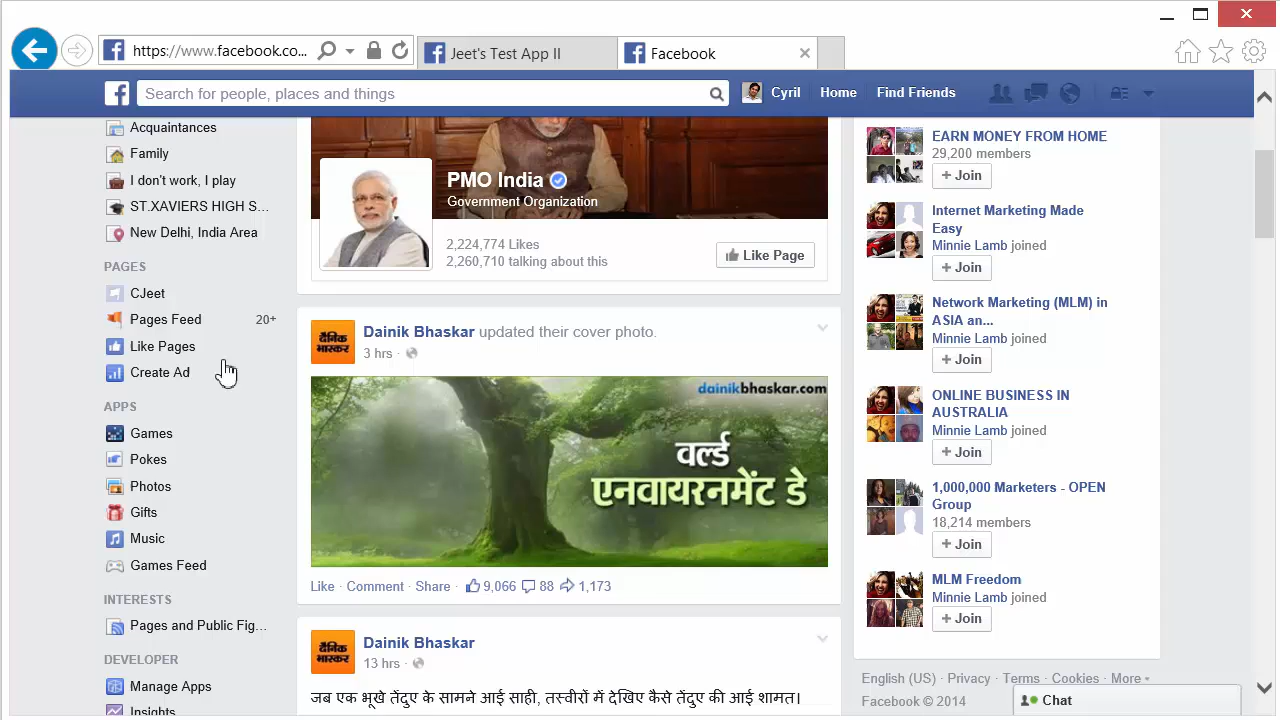 https://www.facebook.co...
Jeet's Test App II
Facebook
Search for people, places and things
Cyril
Home
Find Friends
Acquaintances
Family
I don't work, I play
ST.XAVIERS HIGH S...
New Delhi, India Area
PAGES
CJeet
Pages Feed 20+
Like Pages
Create Ad
APPS
Games
Pokes
Photos
Gifts
Music
Games Feed
INTERESTS
Pages and Public Fig...
DEVELOPER
Manage Apps
Insights
PMO India
Government Organization
2,224,774 Likes
2,260,710 talking about this
Like Page
दैनिक
भास्कर
Dainik Bhaskar updated their cover photo.
3 hrs ·
dainikbhaskar.com
वर्ल्ड
एनवायरनमेंट डे
Like · Comment · Share · 9,066 88 1,173
दैनिक
भास्कर
Dainik Bhaskar
13 hrs ·
जब एक भूखे तेंदुए के सामने आई साही, तस्वीरों में देखिए कैसे तेंदुए की आई शामत।
EARN MONEY FROM HOME
29,200 members
+ Join
Internet Marketing Made
Easy
Minnie Lamb joined
+ Join
Network Marketing (MLM) in
ASIA an...
Minnie Lamb joined
+ Join
ONLINE BUSINESS IN
AUSTRALIA
Minnie Lamb joined
+ Join
1,000,000 Marketers - OPEN
Group
18,214 members
+ Join
MLM Freedom
Minnie Lamb joined
+ Join
English (US) · Privacy · Terms · Cookies · More
Facebook © 2014
Chat